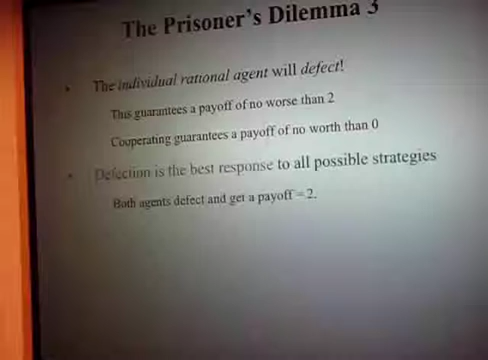 The Prisoner's Dilemma 3
• The individual rational agent will defect!
This guarantees a payoff of no worse than 2
Cooperating guarantees a payoff of no worth than 0
• Defection is the best response to all possible strategies
Both agents defect and get a payoff = 2.